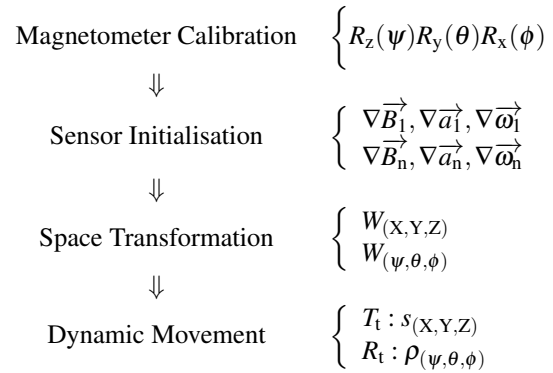 Magnetometer Calibration { R_z(ψ)R_y(θ)R_x(ϕ)
⇓
Sensor Initialisation { ∇B⃗_1, ∇a⃗_1, ∇ω⃗_1
∇B⃗_n, ∇a⃗_n, ∇ω⃗_n
⇓
Space Transformation { W_(X,Y,Z)
W_(ψ,θ,ϕ)
⇓
Dynamic Movement { T_t : s_(X,Y,Z)
R_t : ρ_(ψ,θ,ϕ)